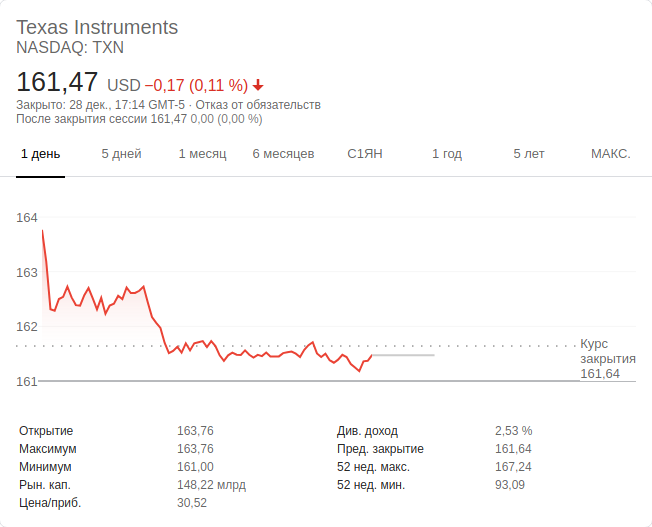 Texas Instruments
NASDAQ: TXN
161,47 USD −0,17 (0,11 %)
Закрыто: 28 дек., 17:14 GMT-5 · Отказ от обязательств
После закрытия сессии 161,47 0,00 (0,00 %)
1 день 5 дней 1 месяц 6 месяцев С1ЯН 1 год 5 лет МАКС.
164
163
162
161
Курс
закрытия
161,64
Открытие 163,76 Див. доход 2,53 %
Максимум 163,76 Пред. закрытие 161,64
Минимум 161,00 52 нед. макс. 167,24
Рын. кап. 148,22 млрд 52 нед. мин. 93,09
Цена/приб. 30,52